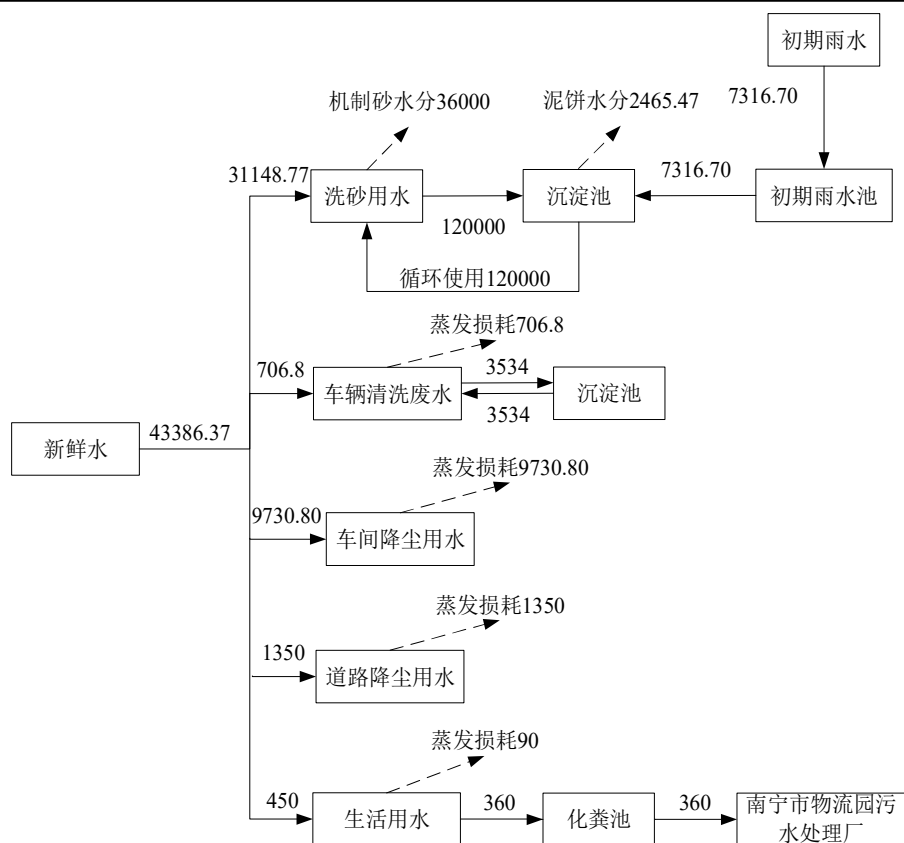 初期雨水
7316.70
机制砂水分36000
泥饼水分2465.47
31148.77
洗砂用水
120000
沉淀池
7316.70
初期雨水池
循环使用120000
蒸发损耗706.8
706.8
车辆清洗废水
3534
3534
沉淀池
新鲜水
43386.37
蒸发损耗9730.80
9730.80
车间降尘用水
蒸发损耗1350
1350
道路降尘用水
蒸发损耗90
450
生活用水
360
化粪池
360
南宁市物流园污
水处理厂